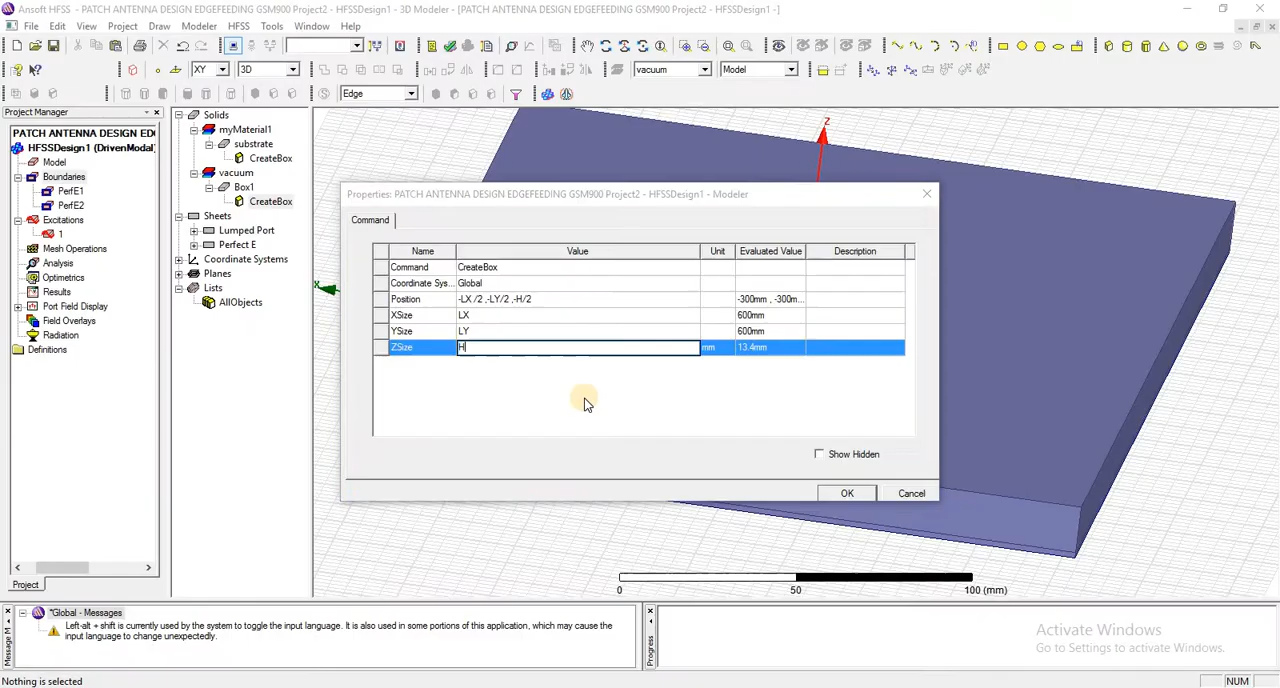 Ansoft HFSS - PATCH ANTENNA DESIGN EDGEFEEDING GSM900 Project2 - HFSSDesign1 - 3D Modeler - [PATCH ANTENNA DESIGN EDGEFEEDING GSM900 Project2 - HFSSDesign1 -]
File Edit View Project Draw Modeler HFSS Tools Window Help
XY 3D vacuum Model
Edge
Project Manager
PATCH ANTENNA DESIGN ED
HFSSDesign1 (DrivenModal)
Model
Boundaries
PerfE1
PerfE2
Excitations
1
Mesh Operations
Analysis
Optimetrics
Results
Port Field Display
Field Overlays
Radiation
Definitions
Project
Solids
myMaterial1
substrate
CreateBox
vacuum
Box1
CreateBox
Sheets
Lumped Port
Perfect E
Coordinate Systems
Planes
Lists
AllObjects
Z
X
Properties: PATCH ANTENNA DESIGN EDGEFEEDING GSM900 Project2 - HFSSDesign1 - Modeler
Command
Name Value Unit Evaluated Value Description
Command CreateBox
Coordinate Sys... Global
Position -LX /2 ,-LY/2 ,-H/2 -300mm , -300m...
XSize LX 600mm
YSize LY 600mm
ZSize H mm 13.4mm
Show Hidden
OK Cancel
0 50 100 (mm)
*Global - Messages
Left-alt + shift is currently used by the system to toggle the input language. It is also used in some portions of this application, which may cause the
input language to change unexpectedly.
Message M
Progress
Activate Windows
Go to Settings to activate Windows.
Nothing is selected
NUM